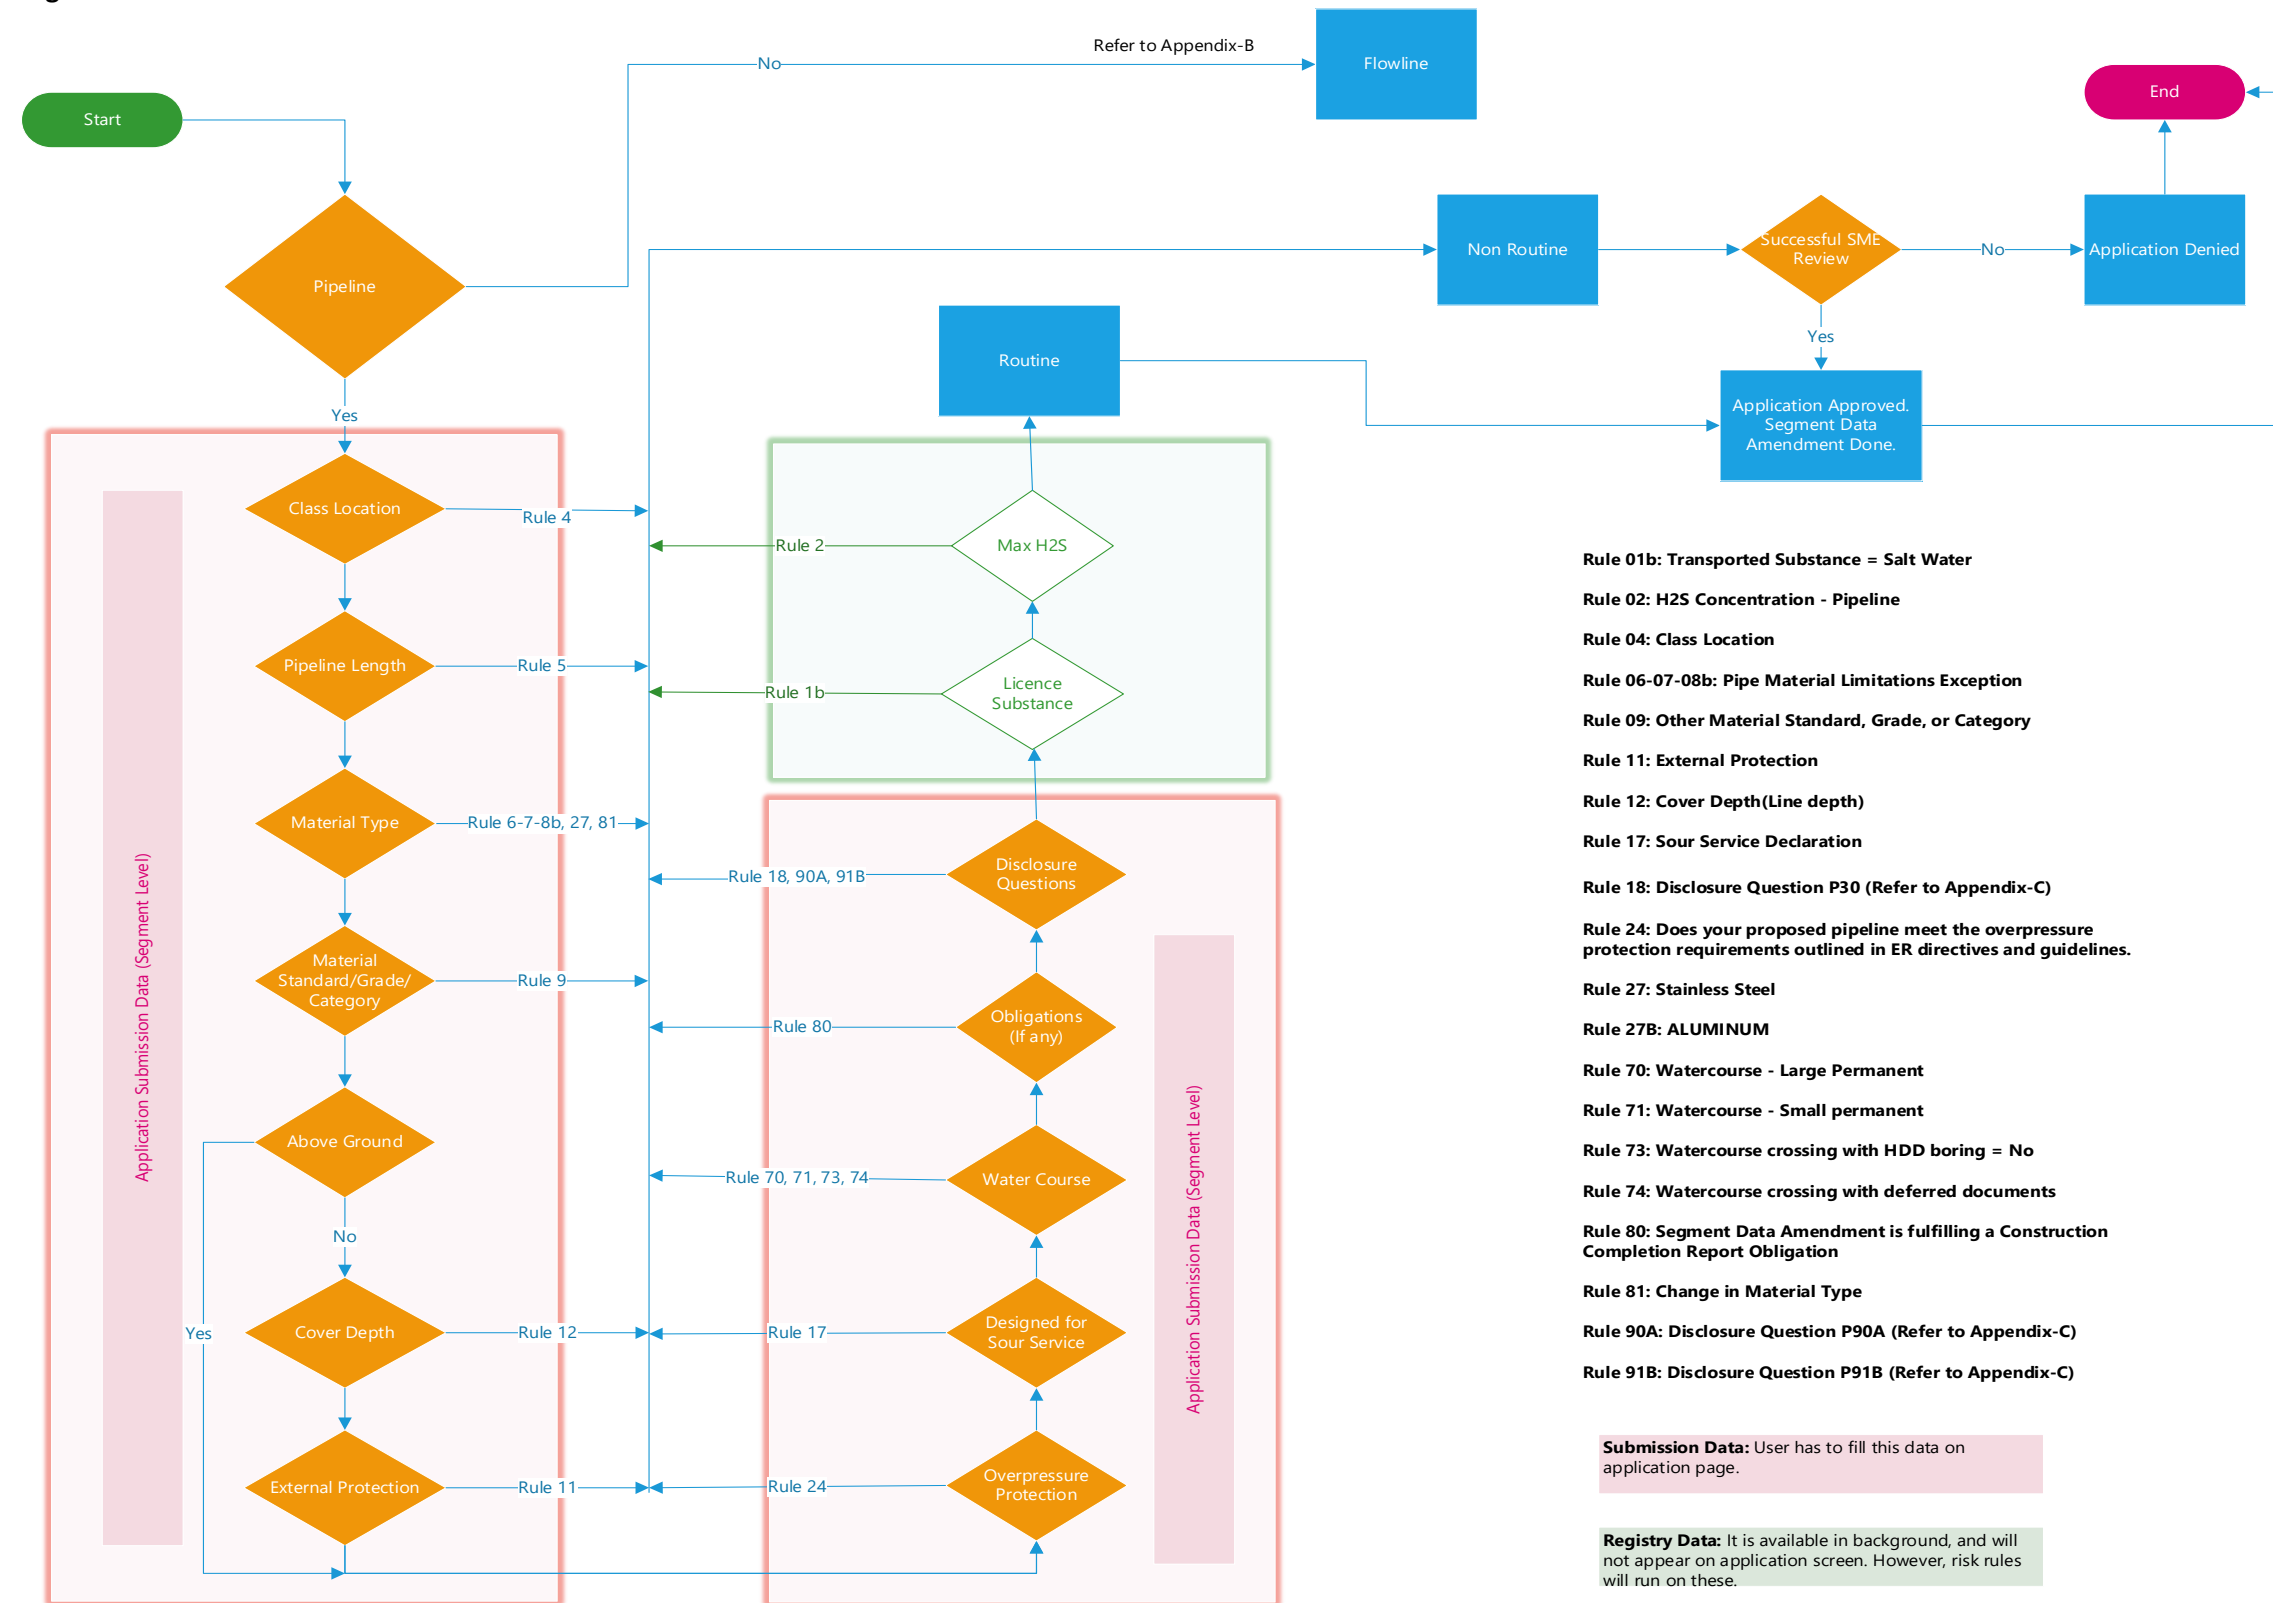 Refer to Appendix-B
No
Flowline
Start
End
Pipeline
Non Routine
Successful SME
Review
No
Application Denied
Yes
Routine
Application Approved.
Segment Data
Amendment Done.
Yes
Application Submission Data (Segment Level)
Class Location
Rule 4
Pipeline Length
Rule 5
Material Type
Rule 6-7-8b, 27, 81
Material
Standard/Grade/
Category
Rule 9
Above Ground
No
Yes
Cover Depth
Rule 12
External Protection
Rule 11
Max H2S
Rule 2
Licence
Substance
Rule 1b
Disclosure
Questions
Rule 18, 90A, 91B
Obligations
(If any)
Rule 80
Water Course
Rule 70, 71, 73, 74
Designed for
Sour Service
Rule 17
Overpressure
Protection
Rule 24
Application Submission Data (Segment Level)
Rule 01b: Transported Substance = Salt Water
Rule 02: H2S Concentration - Pipeline
Rule 04: Class Location
Rule 06-07-08b: Pipe Material Limitations Exception
Rule 09: Other Material Standard, Grade, or Category
Rule 11: External Protection
Rule 12: Cover Depth(Line depth)
Rule 17: Sour Service Declaration
Rule 18: Disclosure Question P30 (Refer to Appendix-C)
Rule 24: Does your proposed pipeline meet the overpressure
protection requirements outlined in ER directives and guidelines.
Rule 27: Stainless Steel
Rule 27B: ALUMINUM
Rule 70: Watercourse - Large Permanent
Rule 71: Watercourse - Small permanent
Rule 73: Watercourse crossing with HDD boring = No
Rule 74: Watercourse crossing with deferred documents
Rule 80: Segment Data Amendment is fulfilling a Construction
Completion Report Obligation
Rule 81: Change in Material Type
Rule 90A: Disclosure Question P90A (Refer to Appendix-C)
Rule 91B: Disclosure Question P91B (Refer to Appendix-C)
Submission Data: User has to fill this data on
application page.
Registry Data: It is available in background, and will
not appear on application screen. However, risk rules
will run on these.